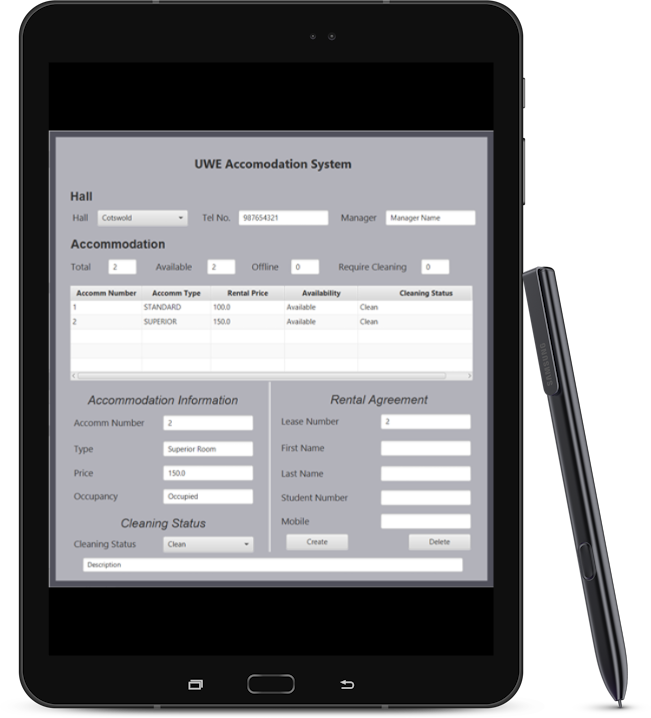 UWE Accomodation System
Hall
Hall Cotswold Tel No. 987654321 Manager Manager Name
Accommodation
Total 2 Available 2 Offline 0 Require Cleaning 0
Accomm Number Accomm Type Rental Price Availability Cleaning Status
1 STANDARD 100.0 Available Clean
2 SUPERIOR 150.0 Available Clean
Accommodation Information
Accomm Number 2
Type Superior Room
Price 150.0
Occupancy Occupied
Cleaning Status
Cleaning Status Clean
Rental Agreement
Lease Number 2
First Name
Last Name
Student Number
Mobile
Create Delete
Description
SAMSUNG